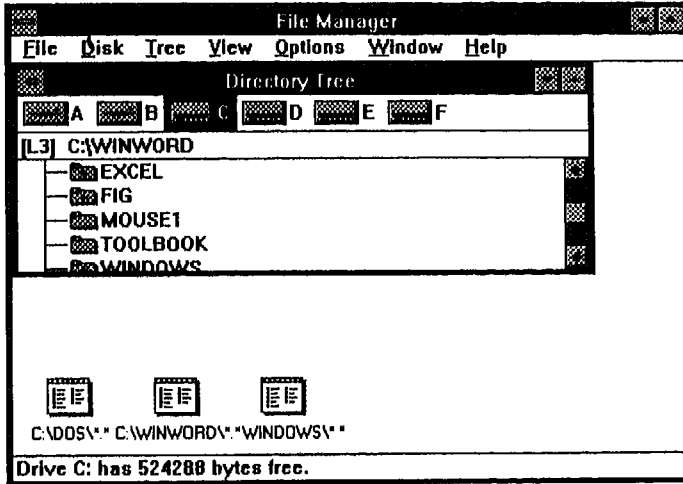 File Manager
File Disk Tree View Options Window Help
Directory Tree
A B C D E F
[L3] C:\WINWORD
EXCEL
FIG
MOUSE1
TOOLBOOK
WINDOWS
C:\DOS\*.* C:\WINWORD\*.* WINDOWS\*.*
Drive C: has 524288 bytes free.